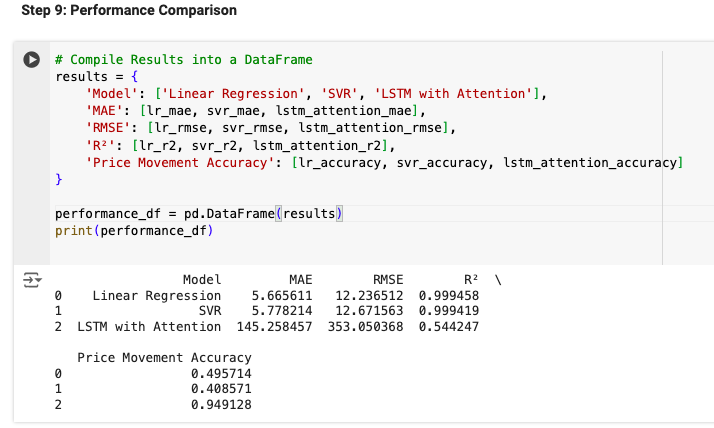 Step 9: Performance Comparison
# Compile Results into a DataFrame
results = {
    'Model': ['Linear Regression', 'SVR', 'LSTM with Attention'],
    'MAE': [lr_mae, svr_mae, lstm_attention_mae],
    'RMSE': [lr_rmse, svr_rmse, lstm_attention_rmse],
    'R²': [lr_r2, svr_r2, lstm_attention_r2],
    'Price Movement Accuracy': [lr_accuracy, svr_accuracy, lstm_attention_accuracy]
}
performance_df = pd.DataFrame(results)
print(performance_df)
                 Model         MAE        RMSE        R²  \
0    Linear Regression    5.665611   12.236512  0.999458
1                  SVR    5.778214   12.671563  0.999419
2  LSTM with Attention  145.258457  353.050368  0.544247
   Price Movement Accuracy
0                 0.495714
1                 0.408571
2                 0.949128